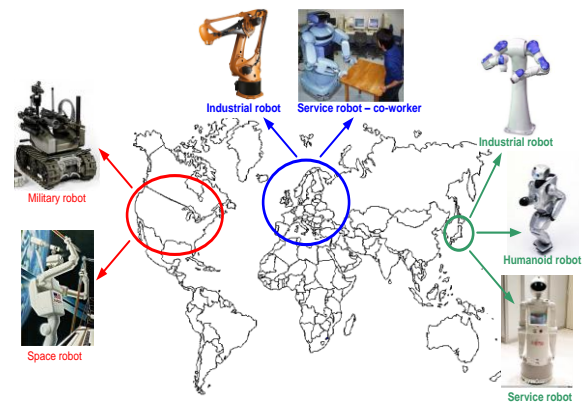 Industrial robot
Service robot – co-worker
Industrial robot
Military robot
Humanoid robot
Space robot
Service robot